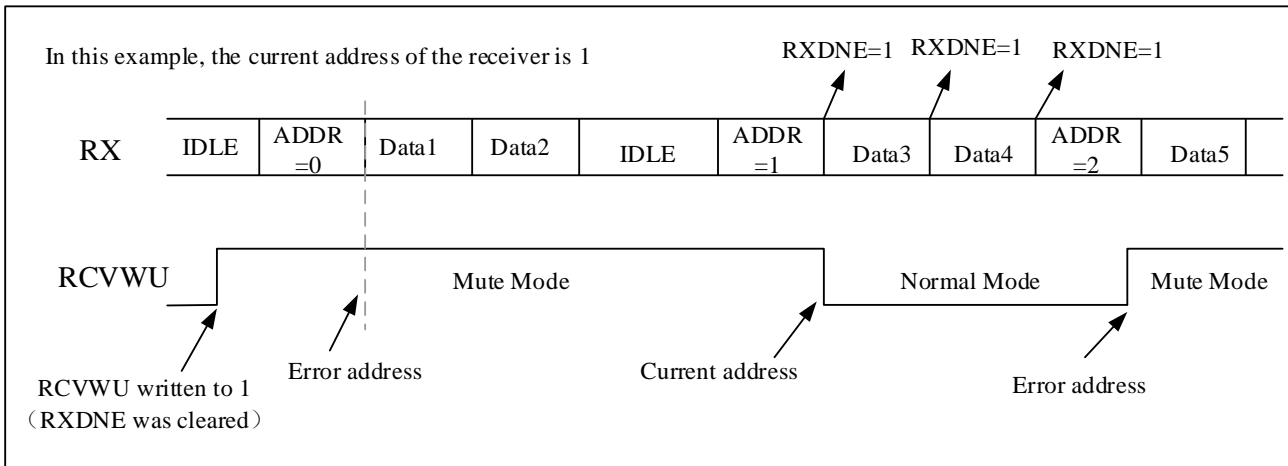 In this example, the current address of the receiver is 1
RXDNE=1
RXDNE=1
RXDNE=1
RX
IDLE
ADDR
=0
Data1
Data2
IDLE
ADDR
=1
Data3
Data4
ADDR
=2
Data5
RCVWU
Mute Mode
Normal Mode
Mute Mode
Error address
Current address
Error address
RCVWU written to 1
（RXDNE was cleared）